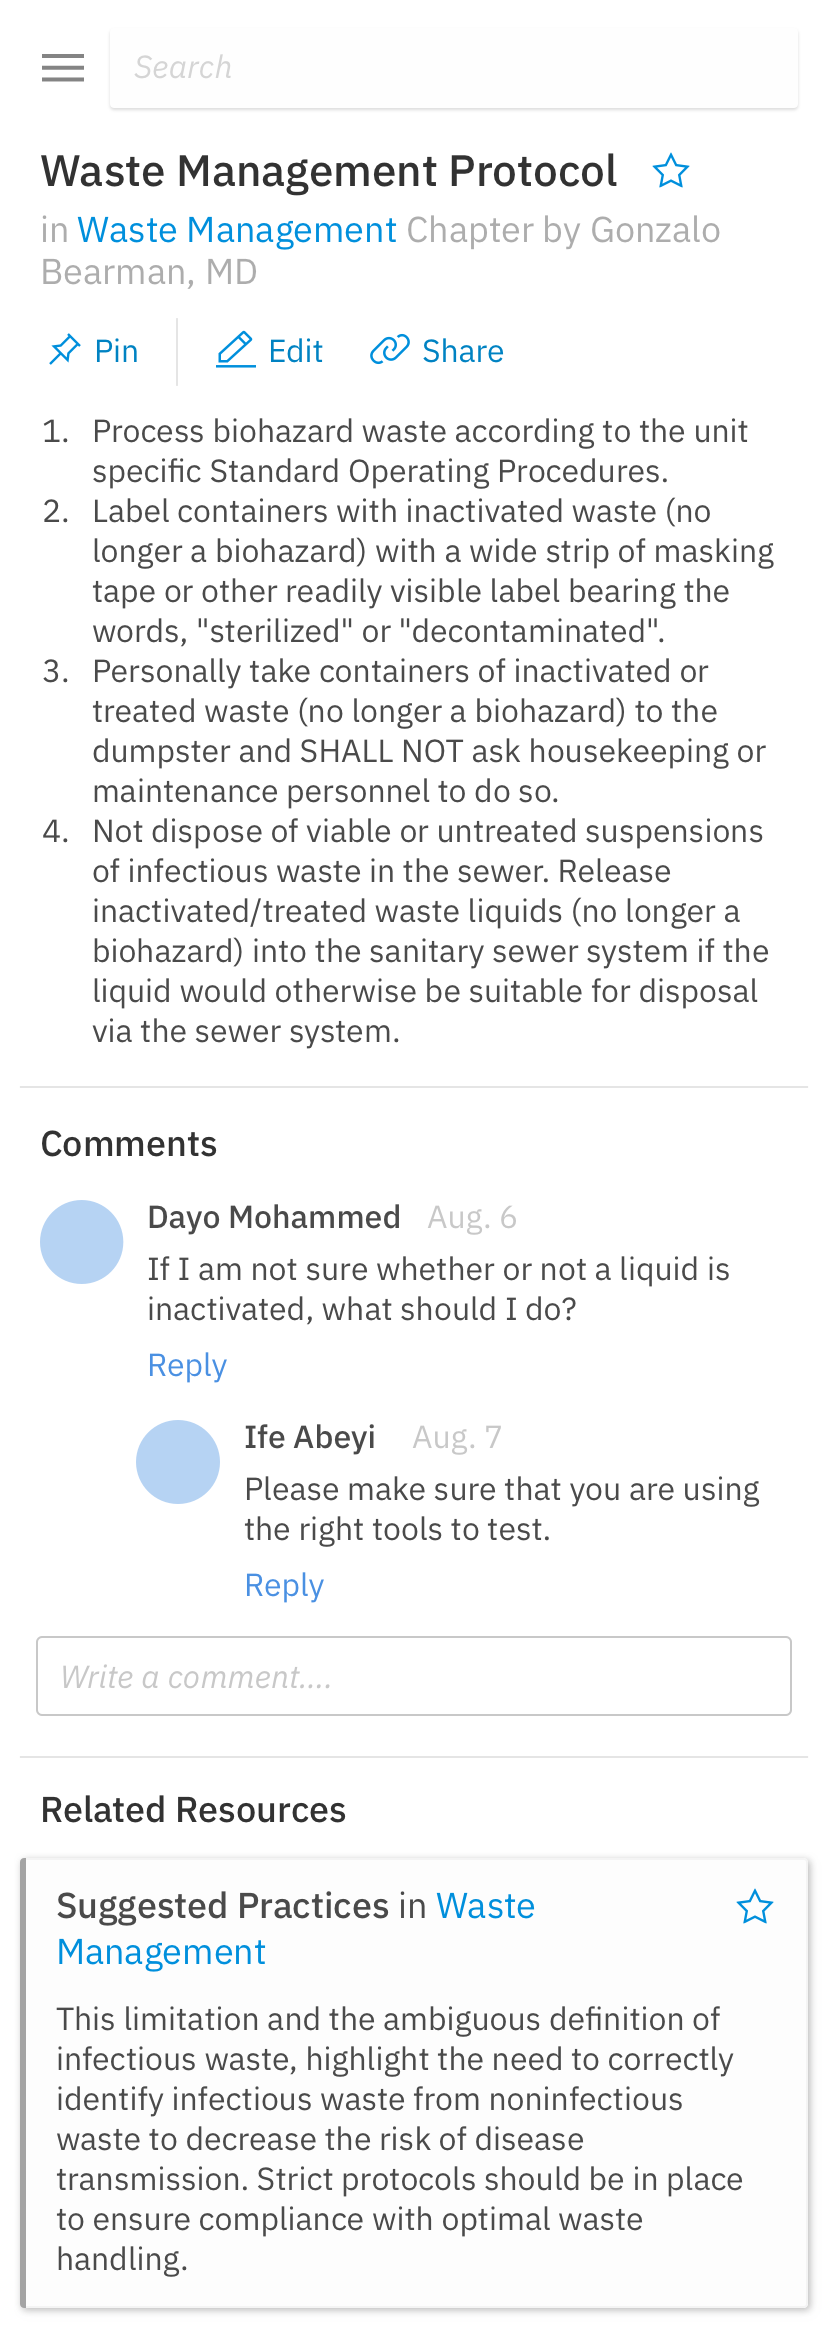 Search
Waste Management Protocol
in Waste Management Chapter by Gonzalo
Bearman, MD
Pin Edit Share
1. Process biohazard waste according to the unit
specific Standard Operating Procedures.
2. Label containers with inactivated waste (no
longer a biohazard) with a wide strip of masking
tape or other readily visible label bearing the
words, "sterilized" or "decontaminated".
3. Personally take containers of inactivated or
treated waste (no longer a biohazard) to the
dumpster and SHALL NOT ask housekeeping or
maintenance personnel to do so.
4. Not dispose of viable or untreated suspensions
of infectious waste in the sewer. Release
inactivated/treated waste liquids (no longer a
biohazard) into the sanitary sewer system if the
liquid would otherwise be suitable for disposal
via the sewer system.
Comments
Dayo Mohammed Aug. 6
If I am not sure whether or not a liquid is
inactivated, what should I do?
Reply
Ife Abeyi Aug. 7
Please make sure that you are using
the right tools to test.
Reply
Write a comment....
Related Resources
Suggested Practices in Waste
Management
This limitation and the ambiguous definition of
infectious waste, highlight the need to correctly
identify infectious waste from noninfectious
waste to decrease the risk of disease
transmission. Strict protocols should be in place
to ensure compliance with optimal waste
handling.